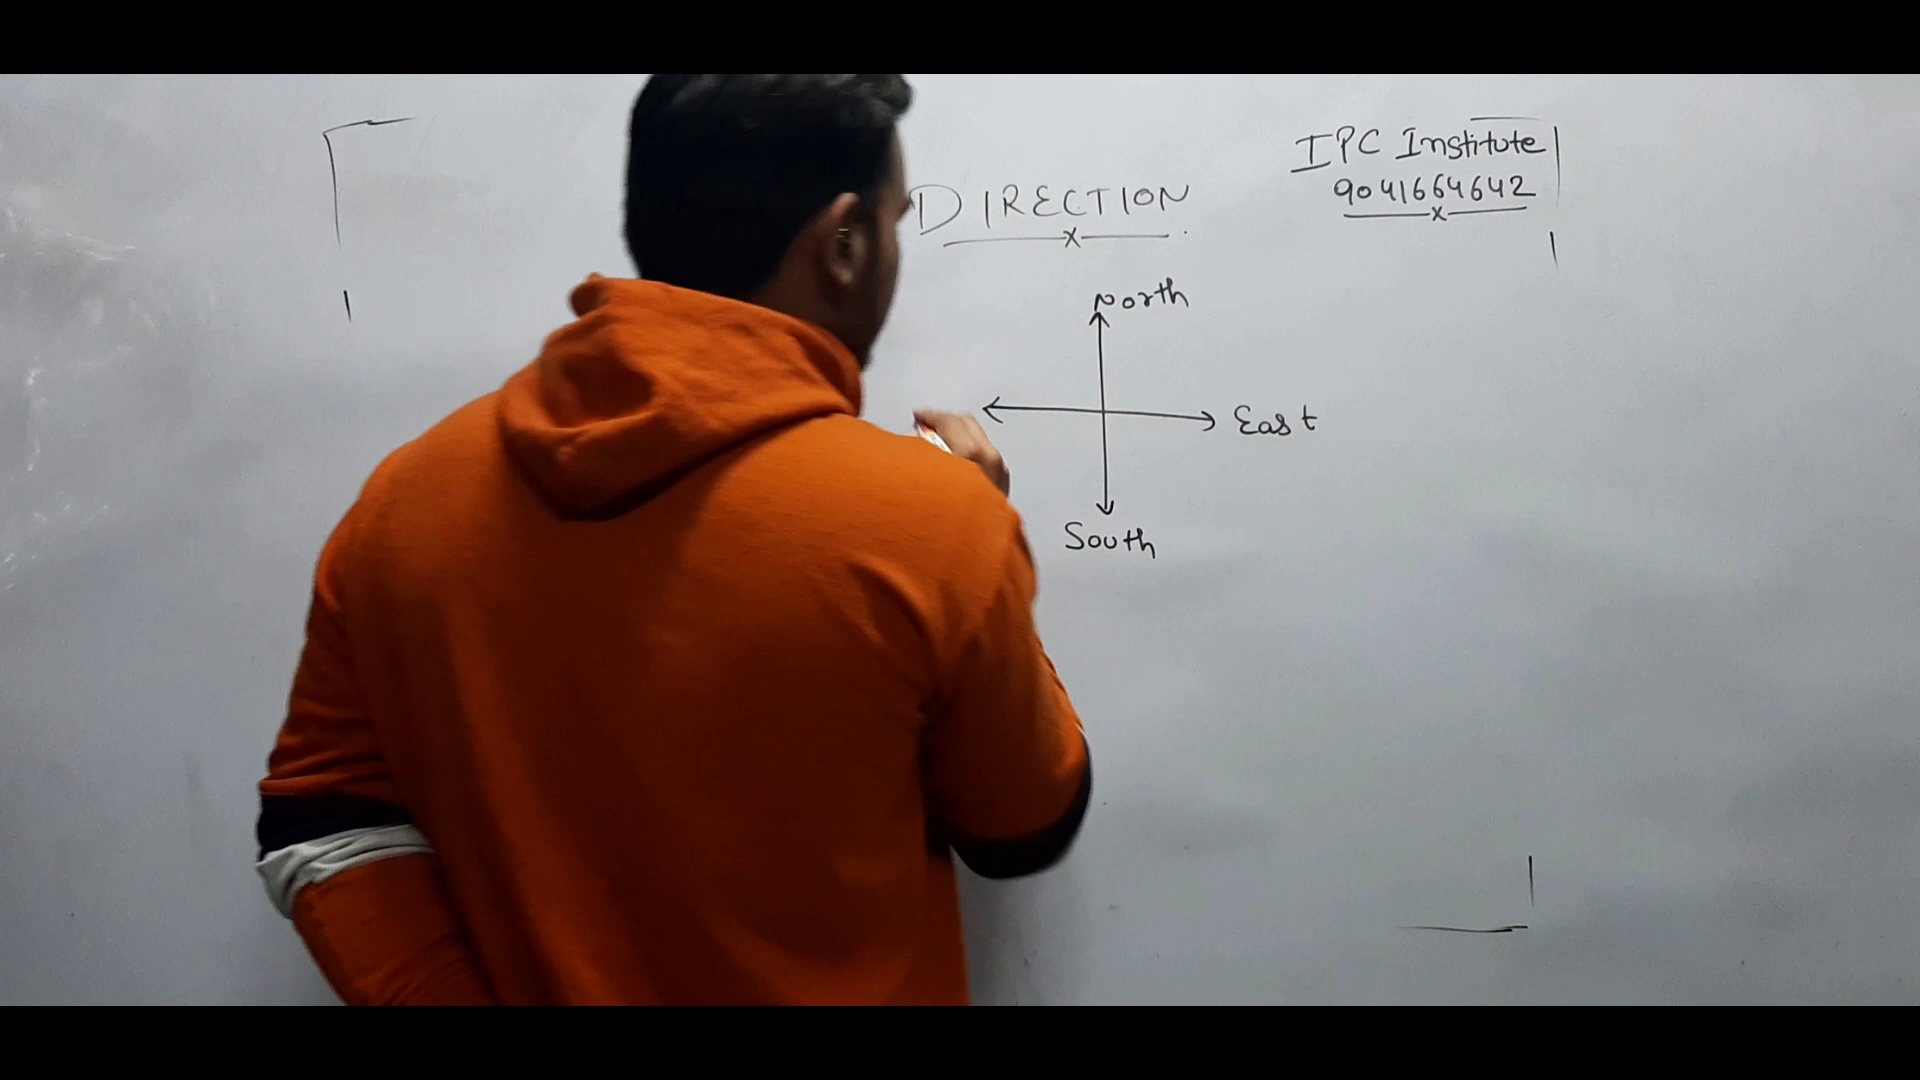 IPC Institute
9041664642
DIRECTION
North
East
South